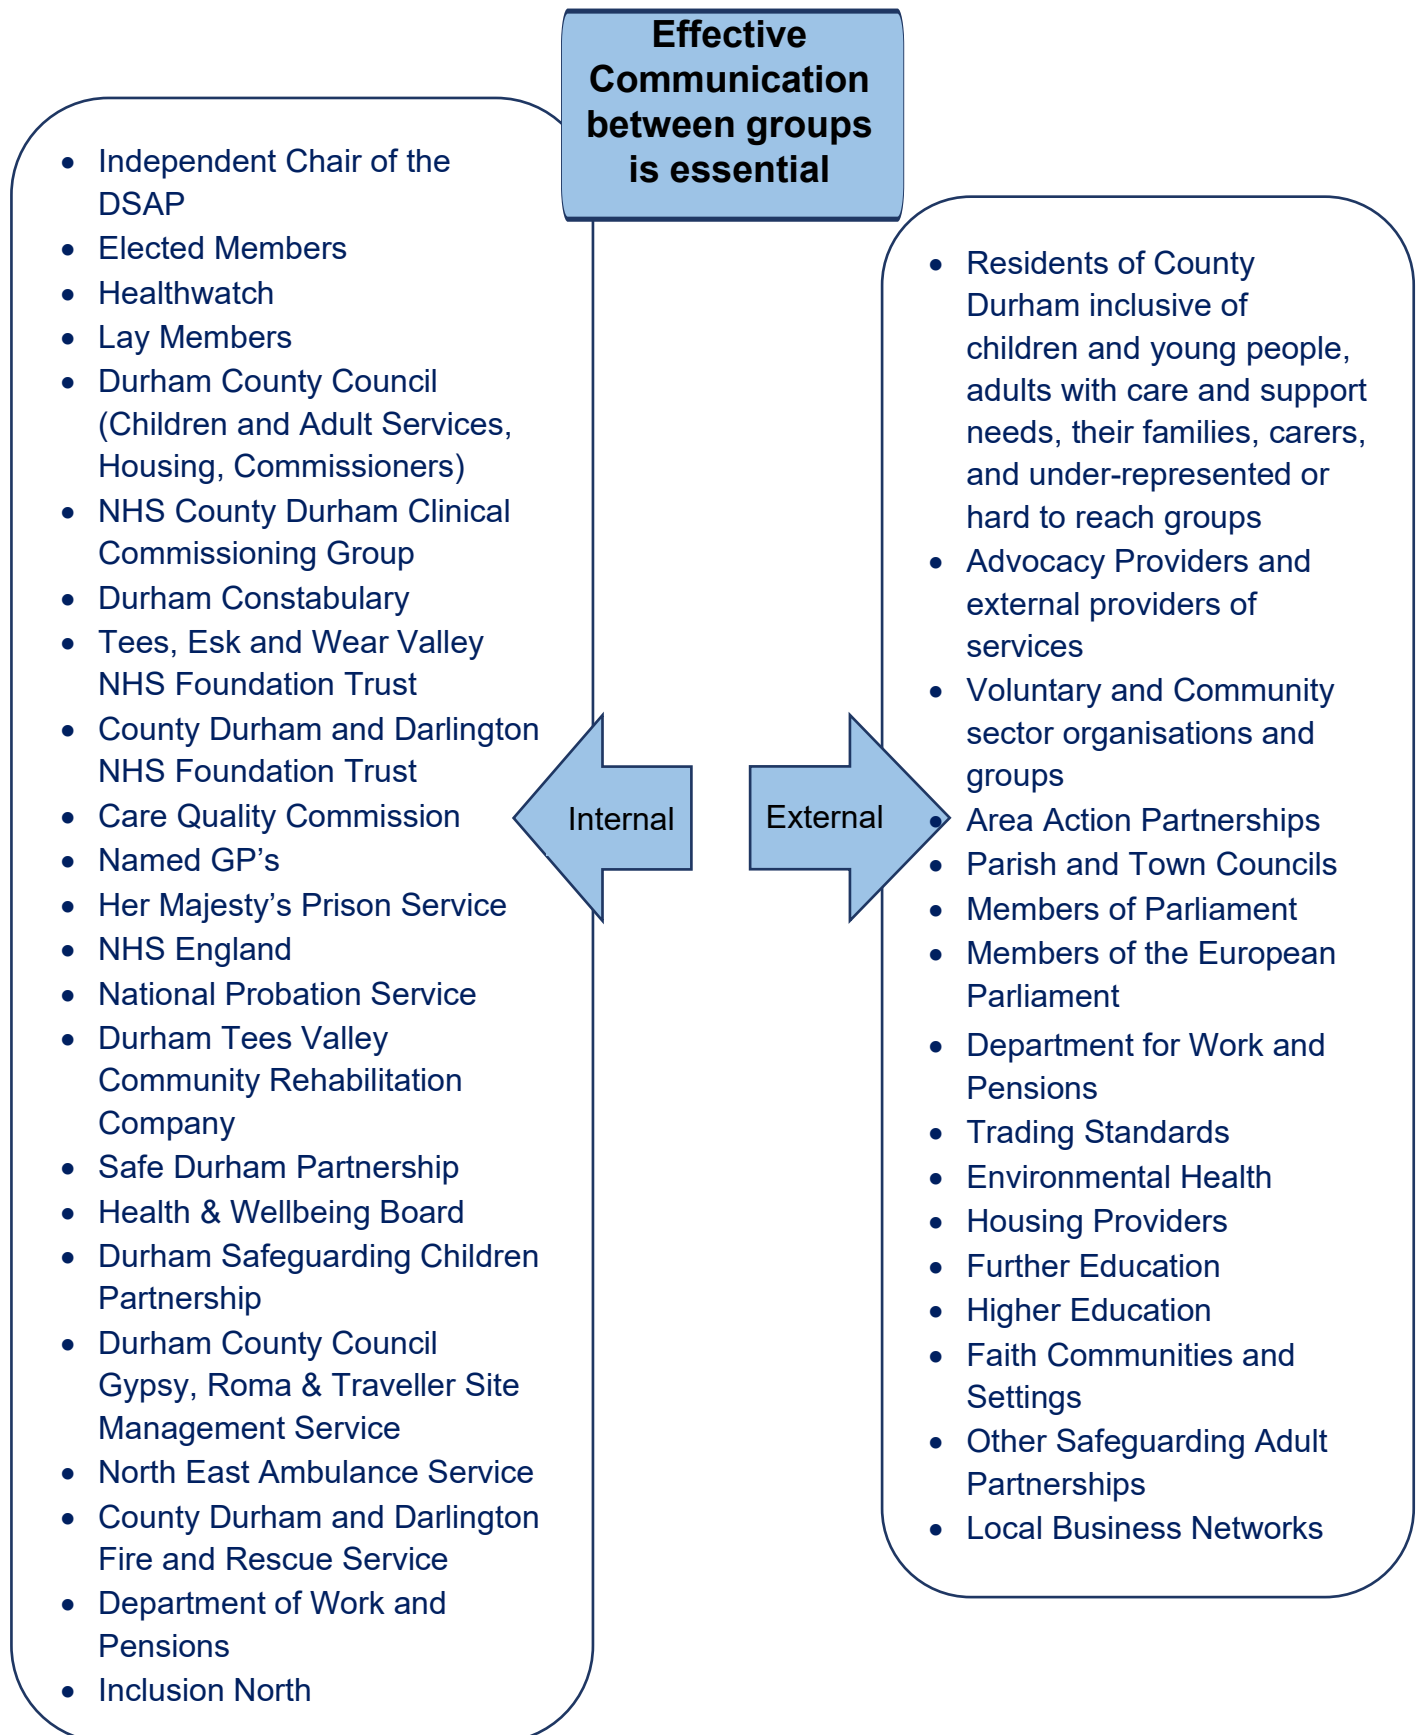 Effective
Communication
between groups
is essential
• Independent Chair of the
DSAP
• Elected Members
• Healthwatch
• Lay Members
• Durham County Council
(Children and Adult Services,
Housing, Commissioners)
• NHS County Durham Clinical
Commissioning Group
• Durham Constabulary
• Tees, Esk and Wear Valley
NHS Foundation Trust
• County Durham and Darlington
NHS Foundation Trust
• Care Quality Commission
• Named GP’s
• Her Majesty’s Prison Service
• NHS England
• National Probation Service
• Durham Tees Valley
Community Rehabilitation
Company
• Safe Durham Partnership
• Health & Wellbeing Board
• Durham Safeguarding Children
Partnership
• Durham County Council
Gypsy, Roma & Traveller Site
Management Service
• North East Ambulance Service
• County Durham and Darlington
Fire and Rescue Service
• Department of Work and
Pensions
• Inclusion North
Internal
External
• Residents of County
Durham inclusive of
children and young people,
adults with care and support
needs, their families, carers,
and under-represented or
hard to reach groups
• Advocacy Providers and
external providers of
services
• Voluntary and Community
sector organisations and
groups
• Area Action Partnerships
• Parish and Town Councils
• Members of Parliament
• Members of the European
Parliament
• Department for Work and
Pensions
• Trading Standards
• Environmental Health
• Housing Providers
• Further Education
• Higher Education
• Faith Communities and
Settings
• Other Safeguarding Adult
Partnerships
• Local Business Networks